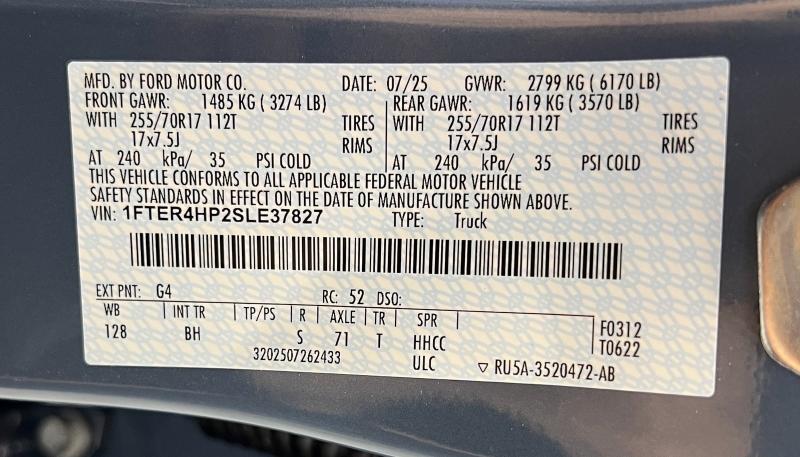 MFD. BY FORD MOTOR CO. DATE: 07/25 GVWR: 2799 KG ( 6170 LB)
FRONT GAWR: 1485 KG ( 3274 LB) REAR GAWR: 1619 KG ( 3570 LB)
WITH 255/70R17 112T TIRES WITH 255/70R17 112T TIRES
17x7.5J RIMS 17x7.5J RIMS
AT 240 kPa/ 35 PSI COLD AT 240 kPa/ 35 PSI COLD
THIS VEHICLE CONFORMS TO ALL APPLICABLE FEDERAL MOTOR VEHICLE
SAFETY STANDARDS IN EFFECT ON THE DATE OF MANUFACTURE SHOWN ABOVE.
VIN: 1FTER4HP2SLE37827 TYPE: Truck
EXT PNT: G4 RC: 52 DSO:
WB INT TR TP/PS R AXLE TR SPR F0312
128 BH S 71 T HHCC T0622
3202507262433 ULC ▽ RU5A-3520472-AB